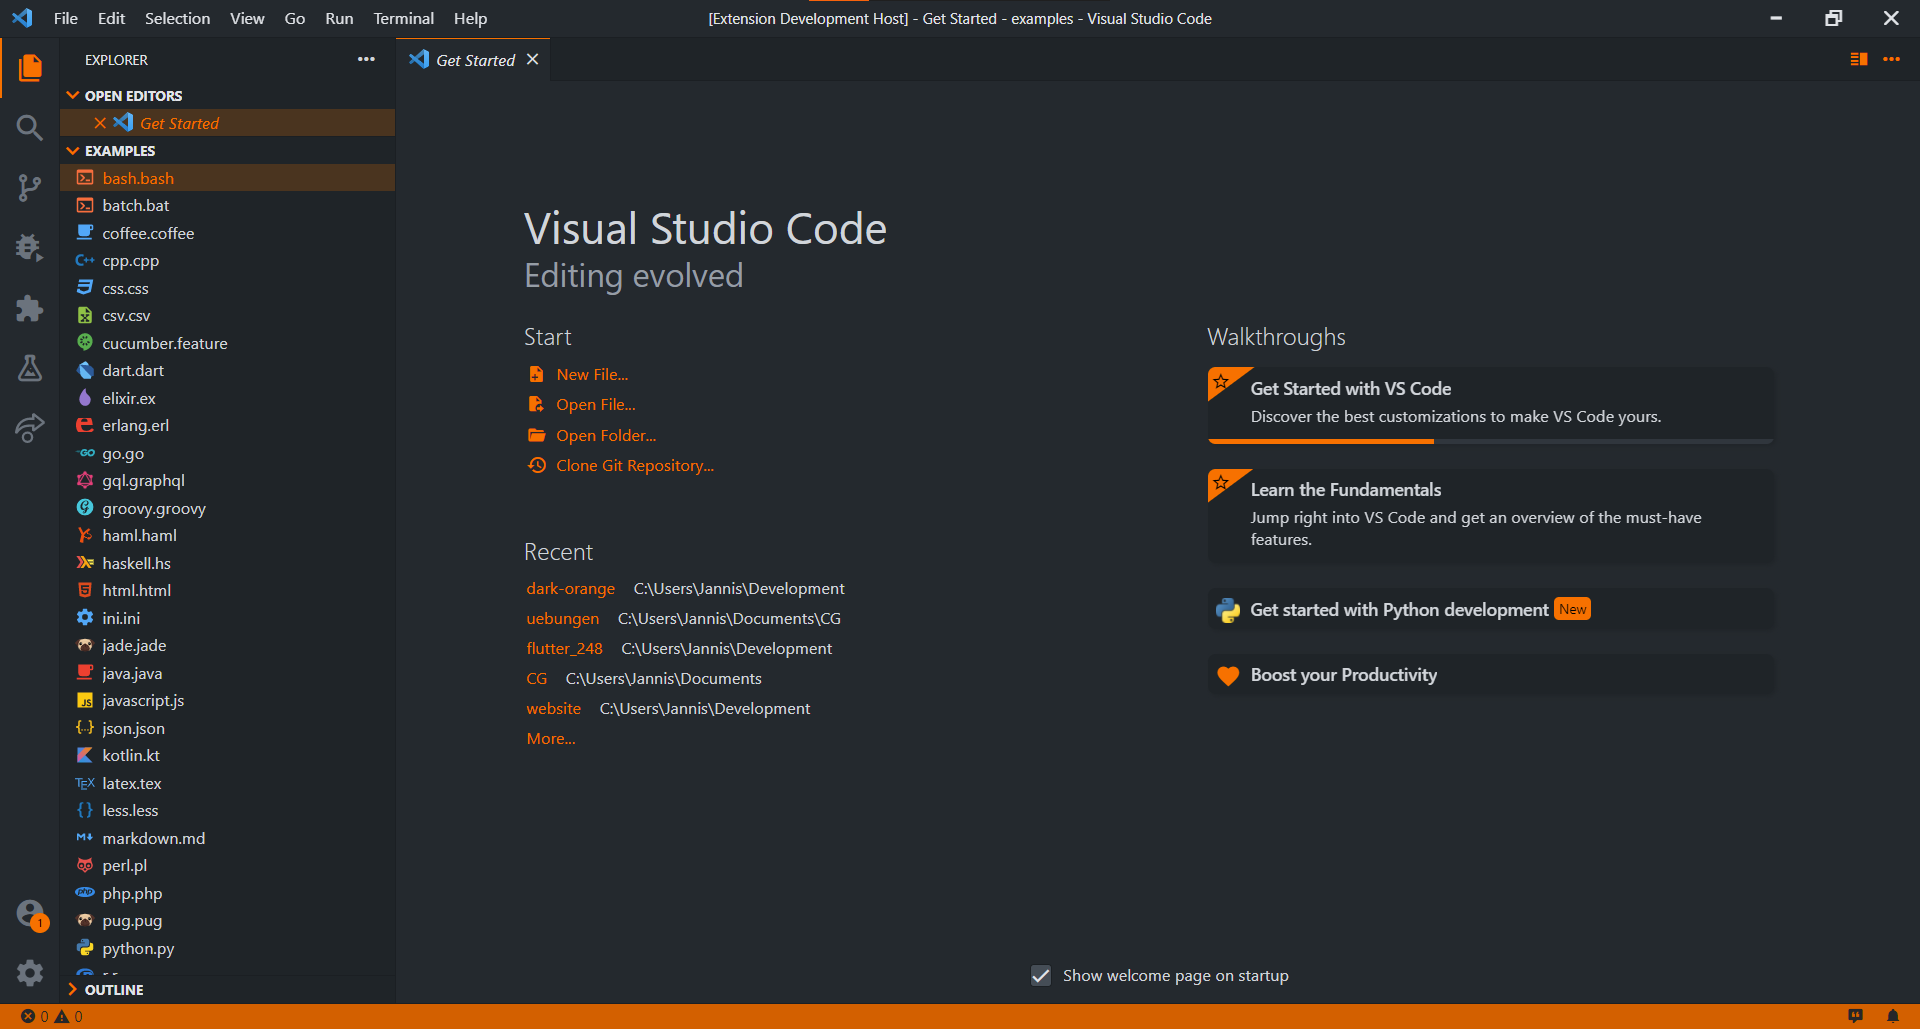 File Edit Selection View Go Run Terminal Help
[Extension Development Host] - Get Started - examples - Visual Studio Code
EXPLORER
OPEN EDITORS
Get Started
EXAMPLES
bash.bash
batch.bat
coffee.coffee
cpp.cpp
css.css
csv.csv
cucumber.feature
dart.dart
elixir.ex
erlang.erl
go.go
gql.graphql
groovy.groovy
haml.haml
haskell.hs
html.html
ini.ini
jade.jade
java.java
javascript.js
json.json
kotlin.kt
latex.tex
less.less
markdown.md
perl.pl
php.php
pug.pug
python.py
OUTLINE
1
Get Started
Visual Studio Code
Editing evolved
Start
New File...
Open File...
Open Folder...
Clone Git Repository...
Recent
dark-orange C:\Users\Jannis\Development
uebungen C:\Users\Jannis\Documents\CG
flutter_248 C:\Users\Jannis\Development
CG C:\Users\Jannis\Documents
website C:\Users\Jannis\Development
More...
Walkthroughs
Get Started with VS Code
Discover the best customizations to make VS Code yours.
Learn the Fundamentals
Jump right into VS Code and get an overview of the must-have
features.
Get started with Python development New
Boost your Productivity
Show welcome page on startup
0 0